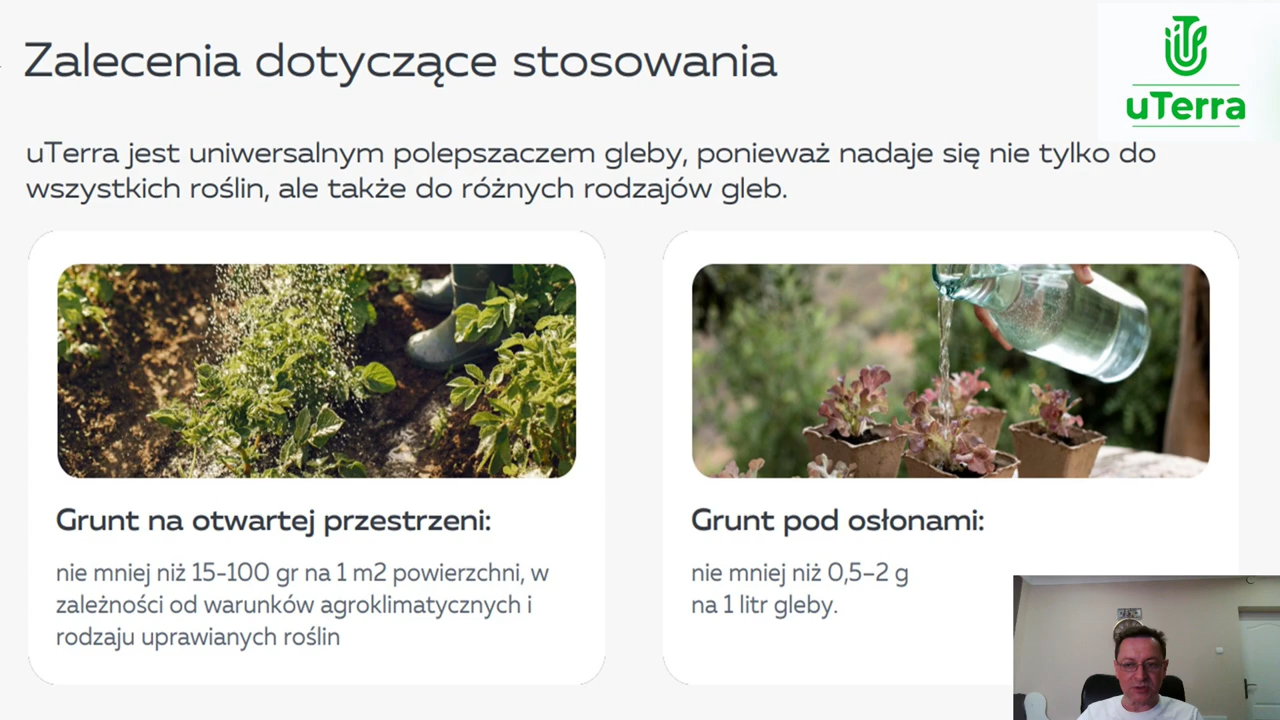 Zalecenia dotyczące stosowania
uTerra
uTerra jest uniwersalnym polepszaczem gleby, ponieważ nadaje się nie tylko do
wszystkich roślin, ale także do różnych rodzajów gleb.
Grunt na otwartej przestrzeni:
nie mniej niż 15-100 gr na 1 m2 powierzchni, w
zależności od warunków agroklimatycznych i
rodzaju uprawianych roślin
Grunt pod osłonami:
nie mniej niż 0,5–2 g
na 1 litr gleby.